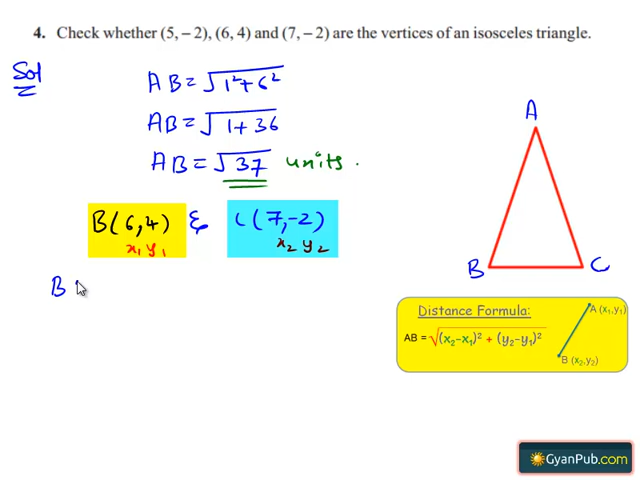 4. Check whether (5, – 2), (6, 4) and (7, – 2) are the vertices of an isosceles triangle.
Sol
AB = √1²+6²
AB = √1+36
AB = √37 units.
B(6,4) & C(7,-2)
x₁ y₁ x₂ y₂
B
A
B C
Distance Formula:
AB = √(x₂–x₁)² + (y₂–y₁)²
A (x₁,y₁)
B (x₂,y₂)
GyanPub.com